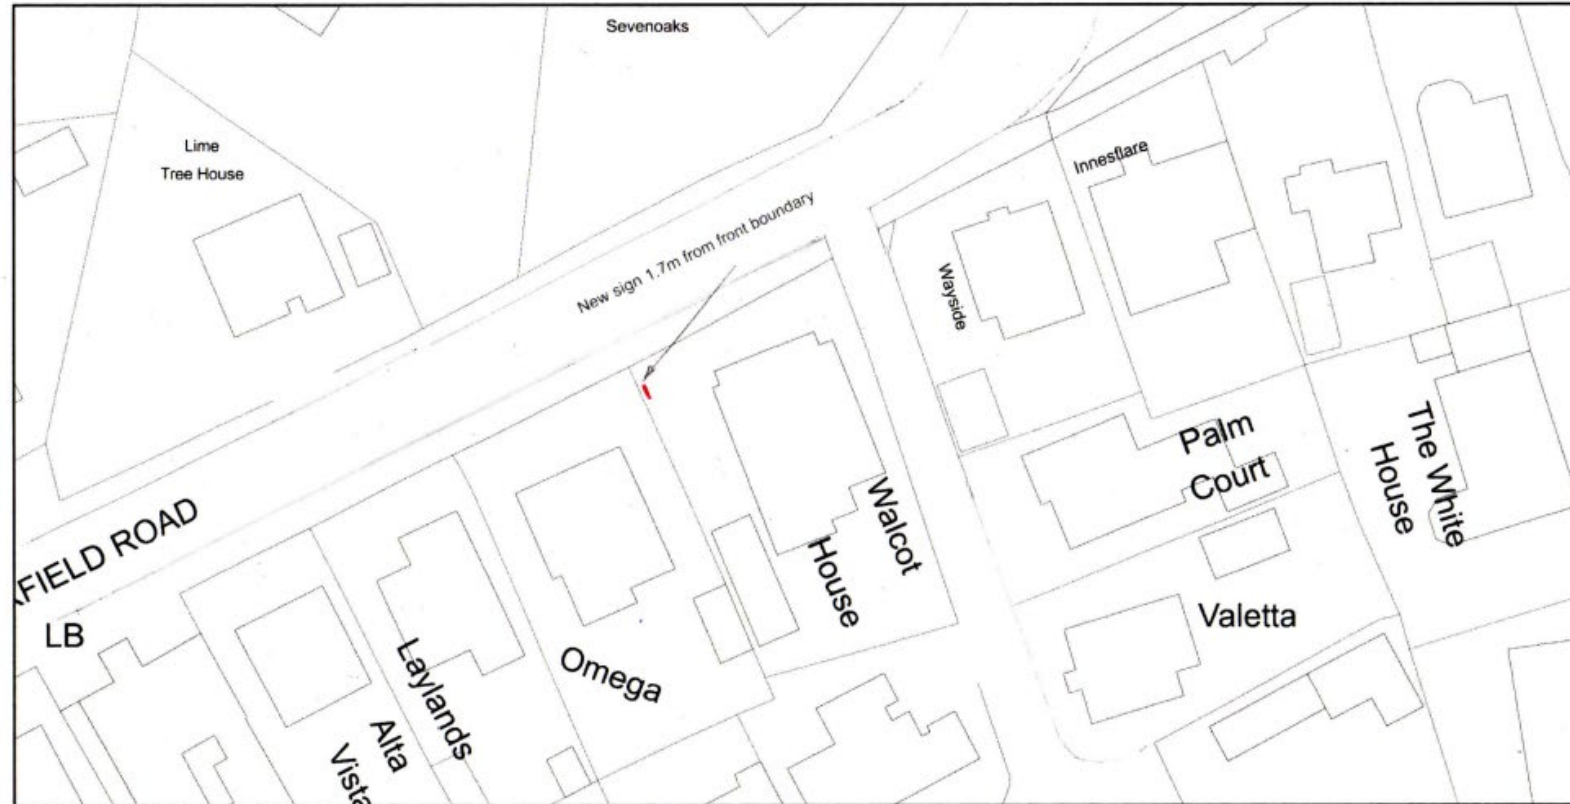 Sevenoaks
Lime
Tree House
Innesflare
New sign 1.7m from front boundary
Wayside
Palm
Court
The White
House
FIELD ROAD
Walcot
House
LB
Valetta
Omega
Laylands
Alta
Vista